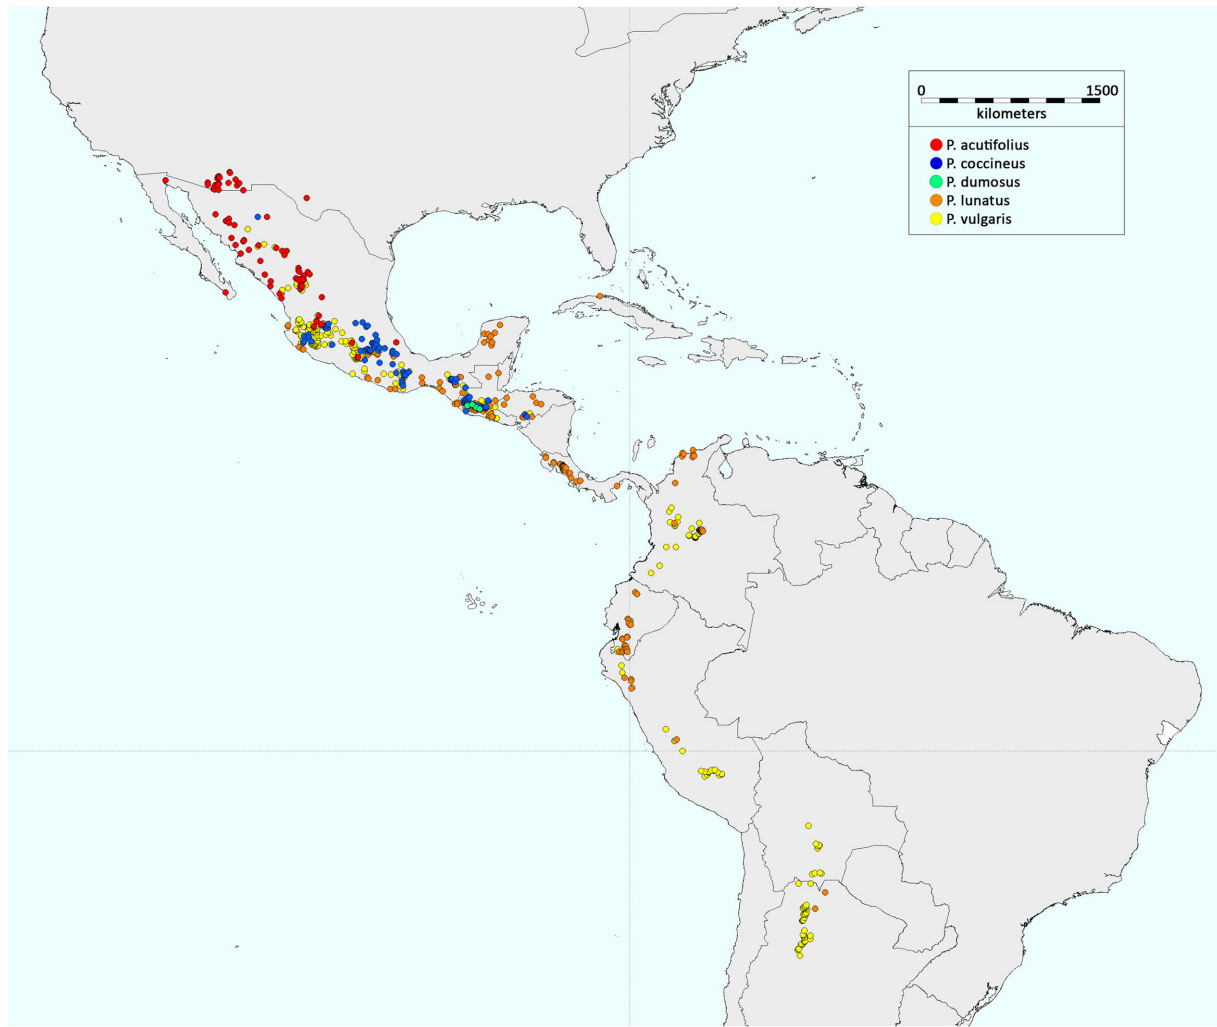 0 1500
kilometers
P. acutifolius
P. coccineus
P. dumosus
P. lunatus
P. vulgaris